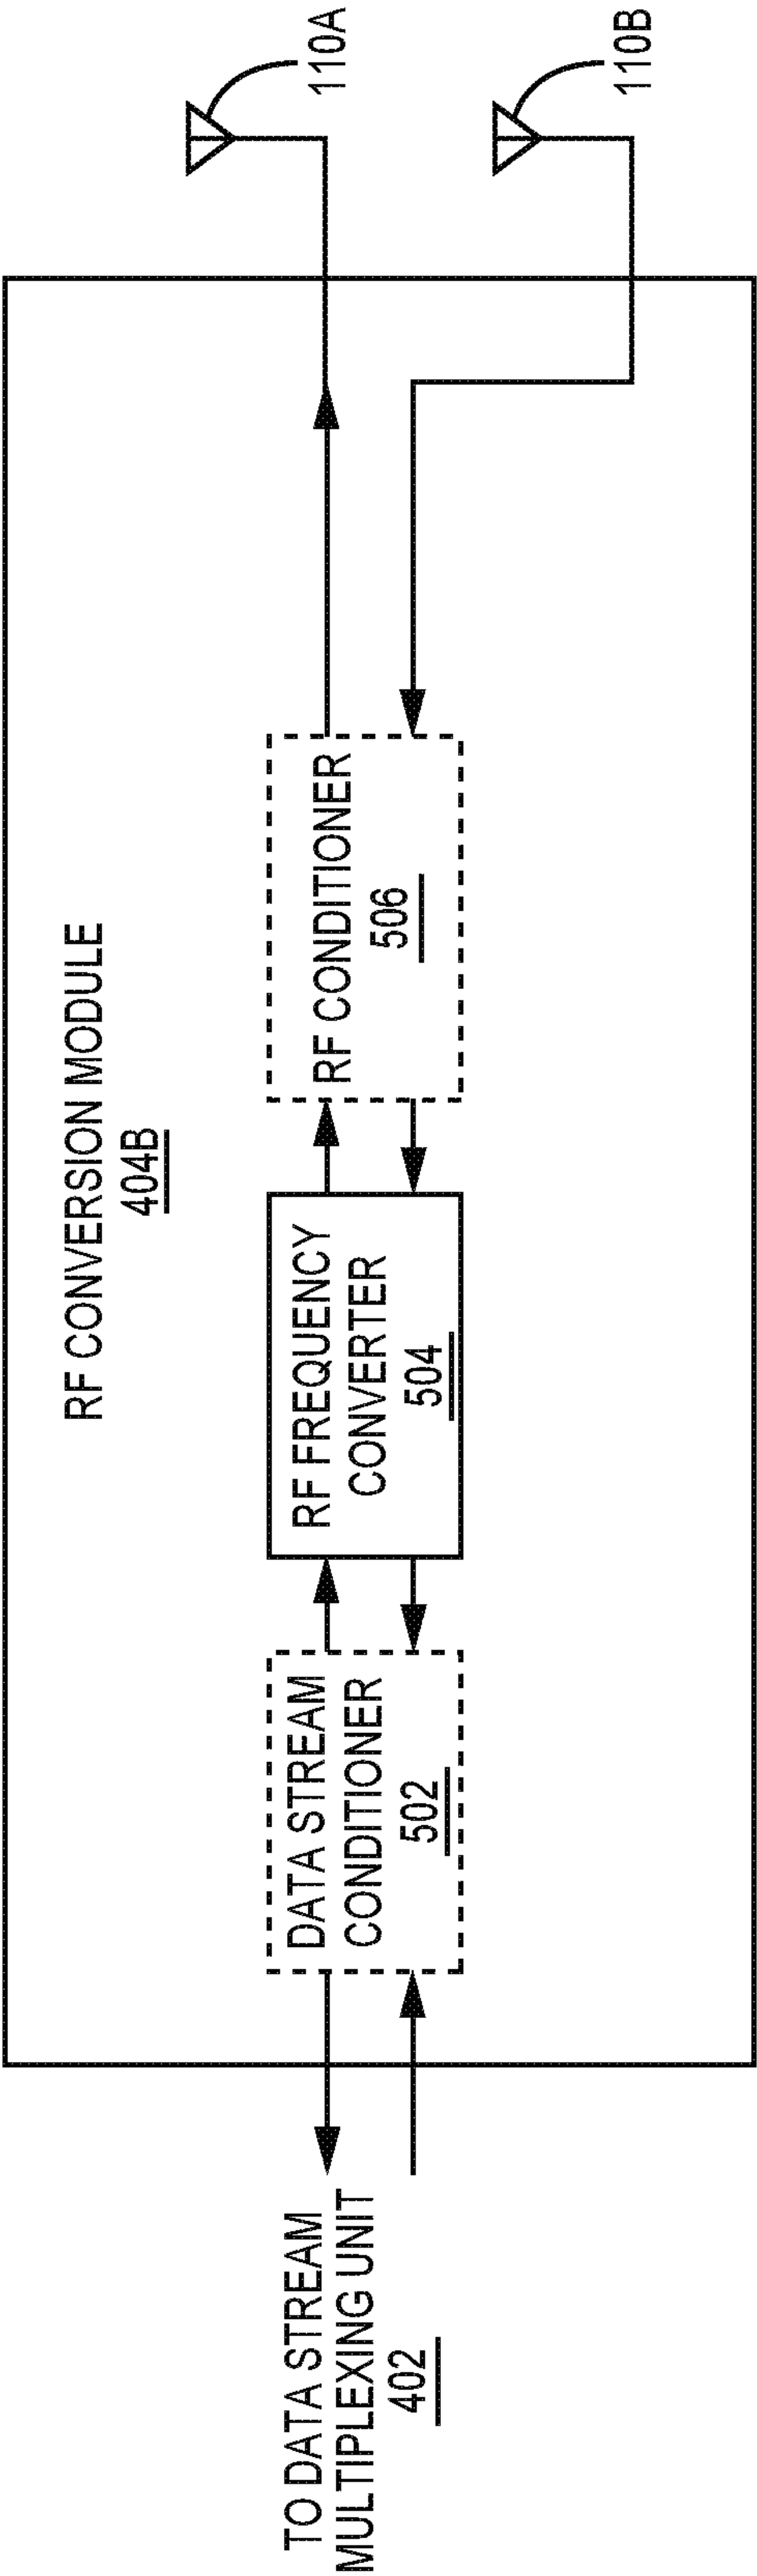 RF CONVERSION MODULE
404B
TO DATA STREAM
MULTIPLEXING UNIT
402
DATA STREAM
CONDITIONER
502
RF FREQUENCY
CONVERTER
504
RF CONDITIONER
506
110A
110B